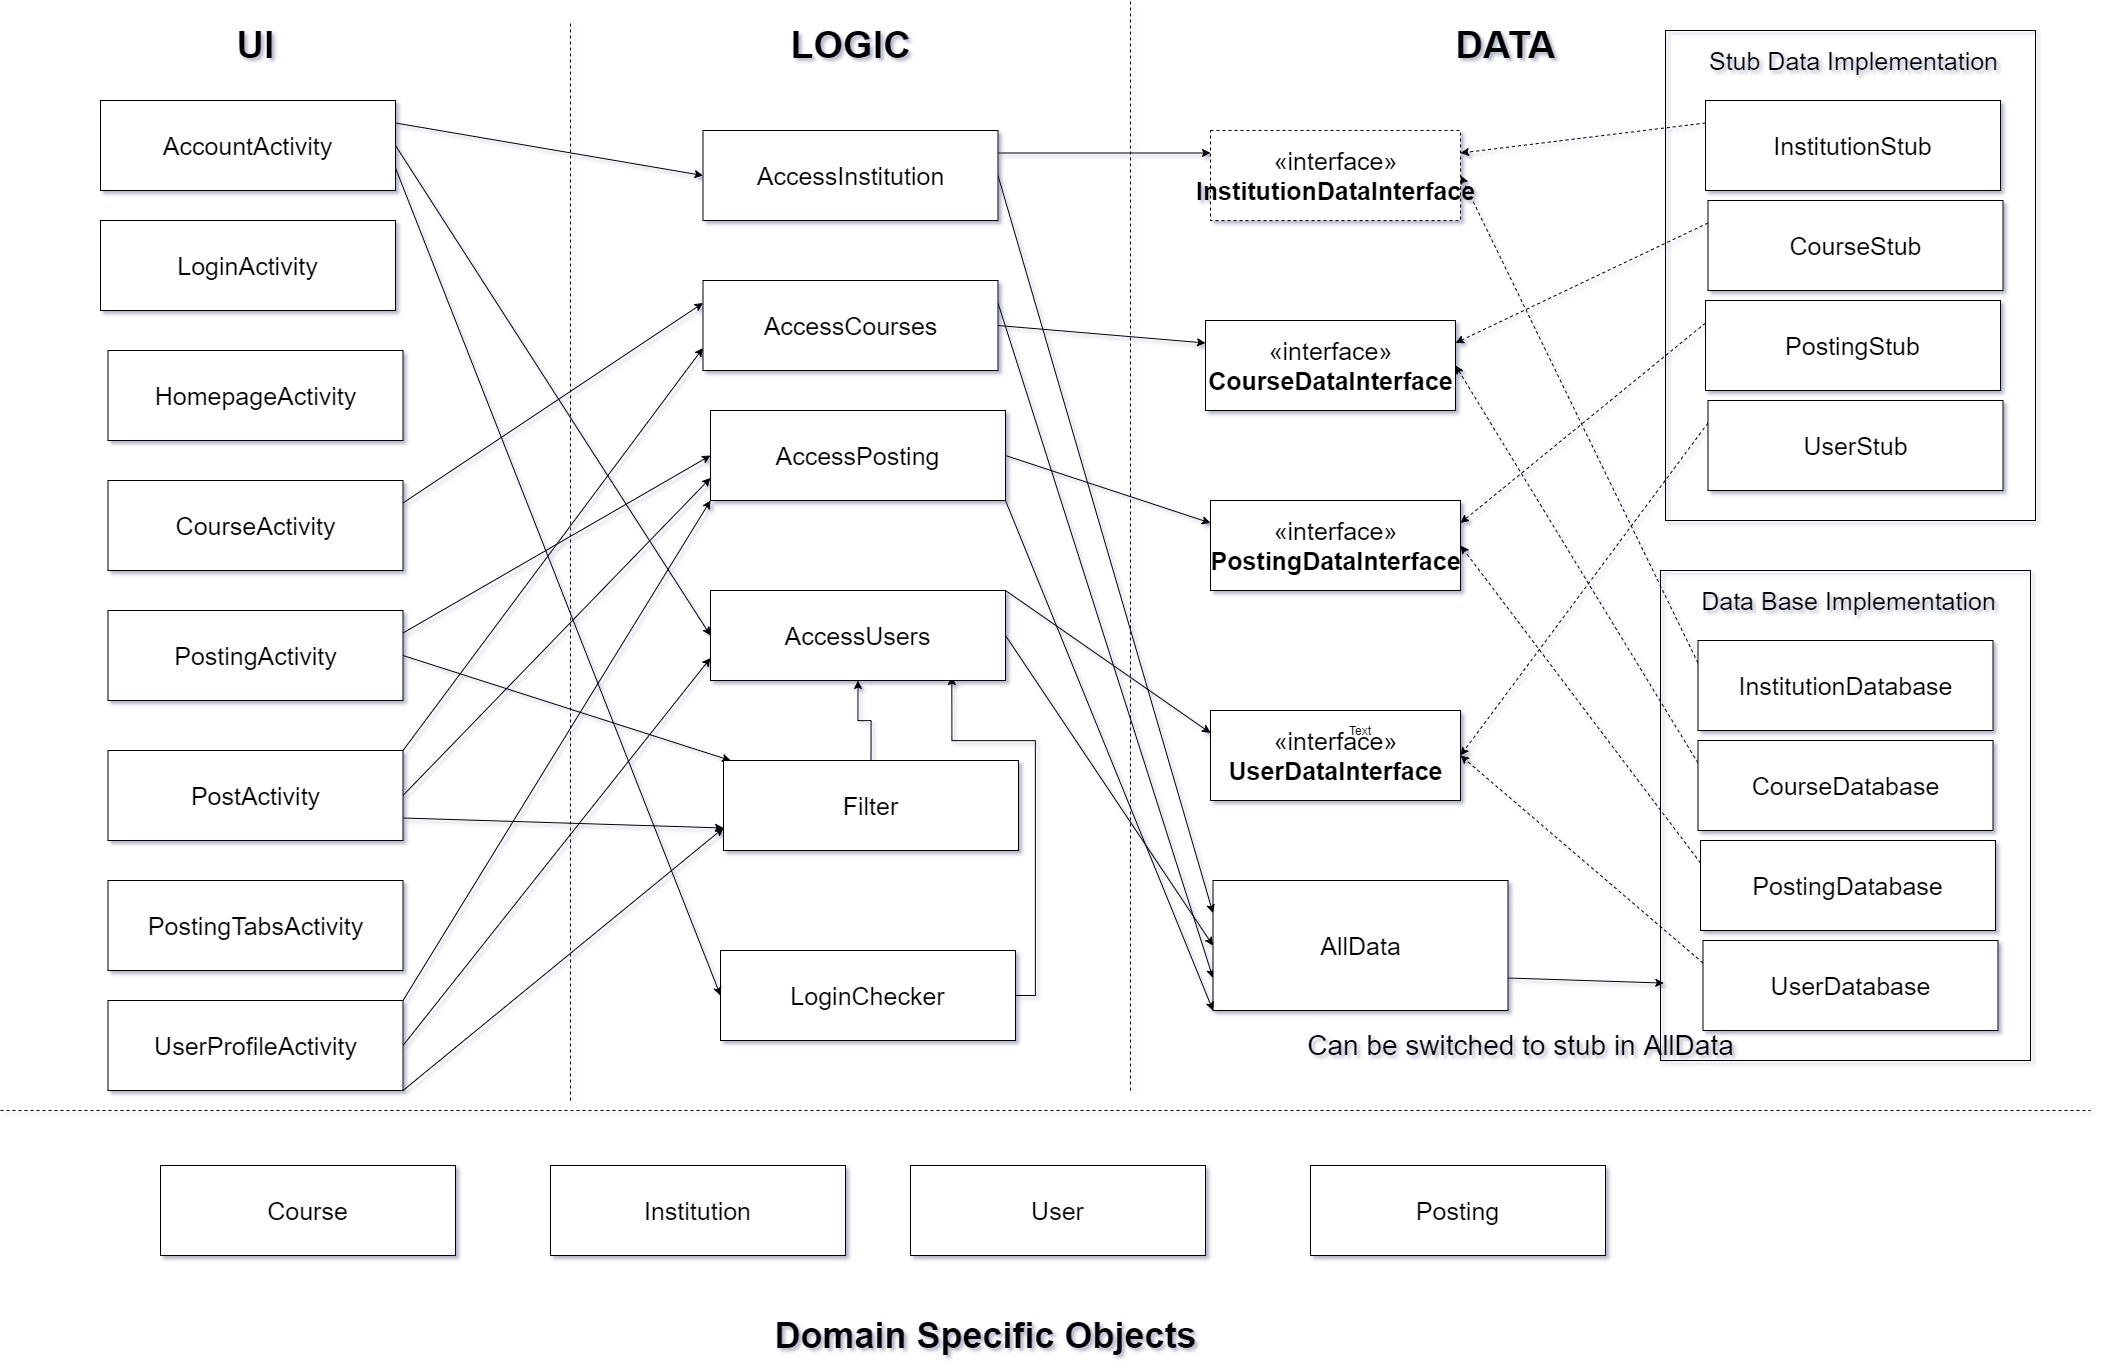 UI
LOGIC
DATA
AccountActivity
LoginActivity
HomepageActivity
CourseActivity
PostingActivity
PostActivity
PostingTabsActivity
UserProfileActivity
AccessInstitution
AccessCourses
AccessPosting
AccessUsers
Filter
LoginChecker
«interface»
InstitutionDataInterface
«interface»
CourseDataInterface
«interface»
PostingDataInterface
Text
«interface»
UserDataInterface
AllData
Can be switched to stub in AllData
Stub Data Implementation
InstitutionStub
CourseStub
PostingStub
UserStub
Data Base Implementation
InstitutionDatabase
CourseDatabase
PostingDatabase
UserDatabase
Course
Institution
User
Posting
Domain Specific Objects